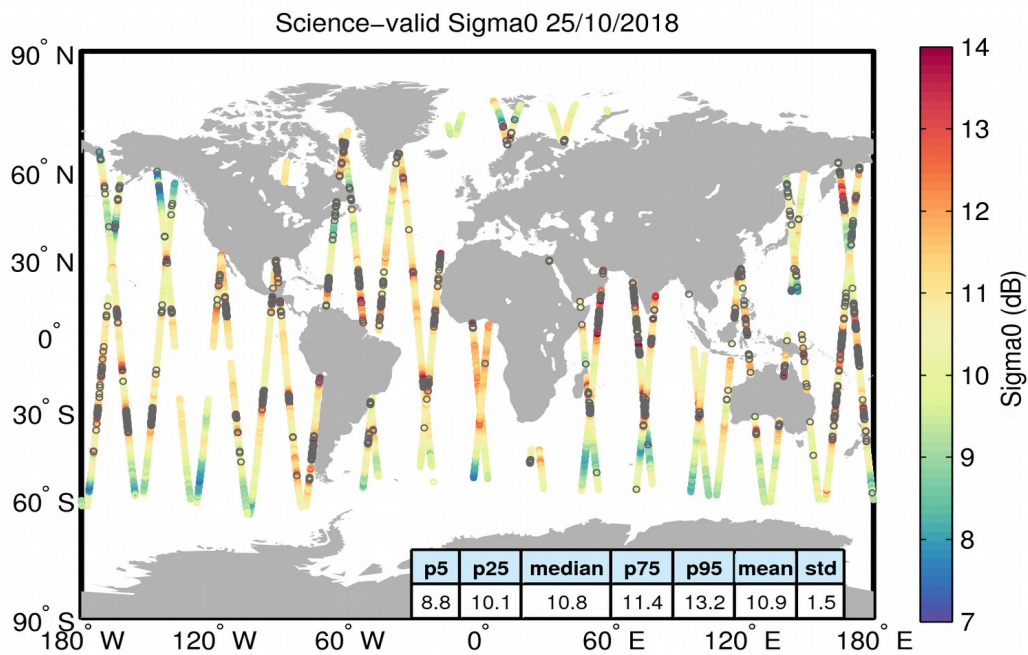 Science−valid Sigma0 25/10/2018
90° N
60° N
30° N
0°
30° S
60° S
90° S
180° W
120° W
60° W
0°
60° E
120° E
180° E
p5 p25 median p75 p95 mean std
8.8 10.1 10.8 11.4 13.2 10.9 1.5
14
13
12
11
10
9
8
7
Sigma0 (dB)